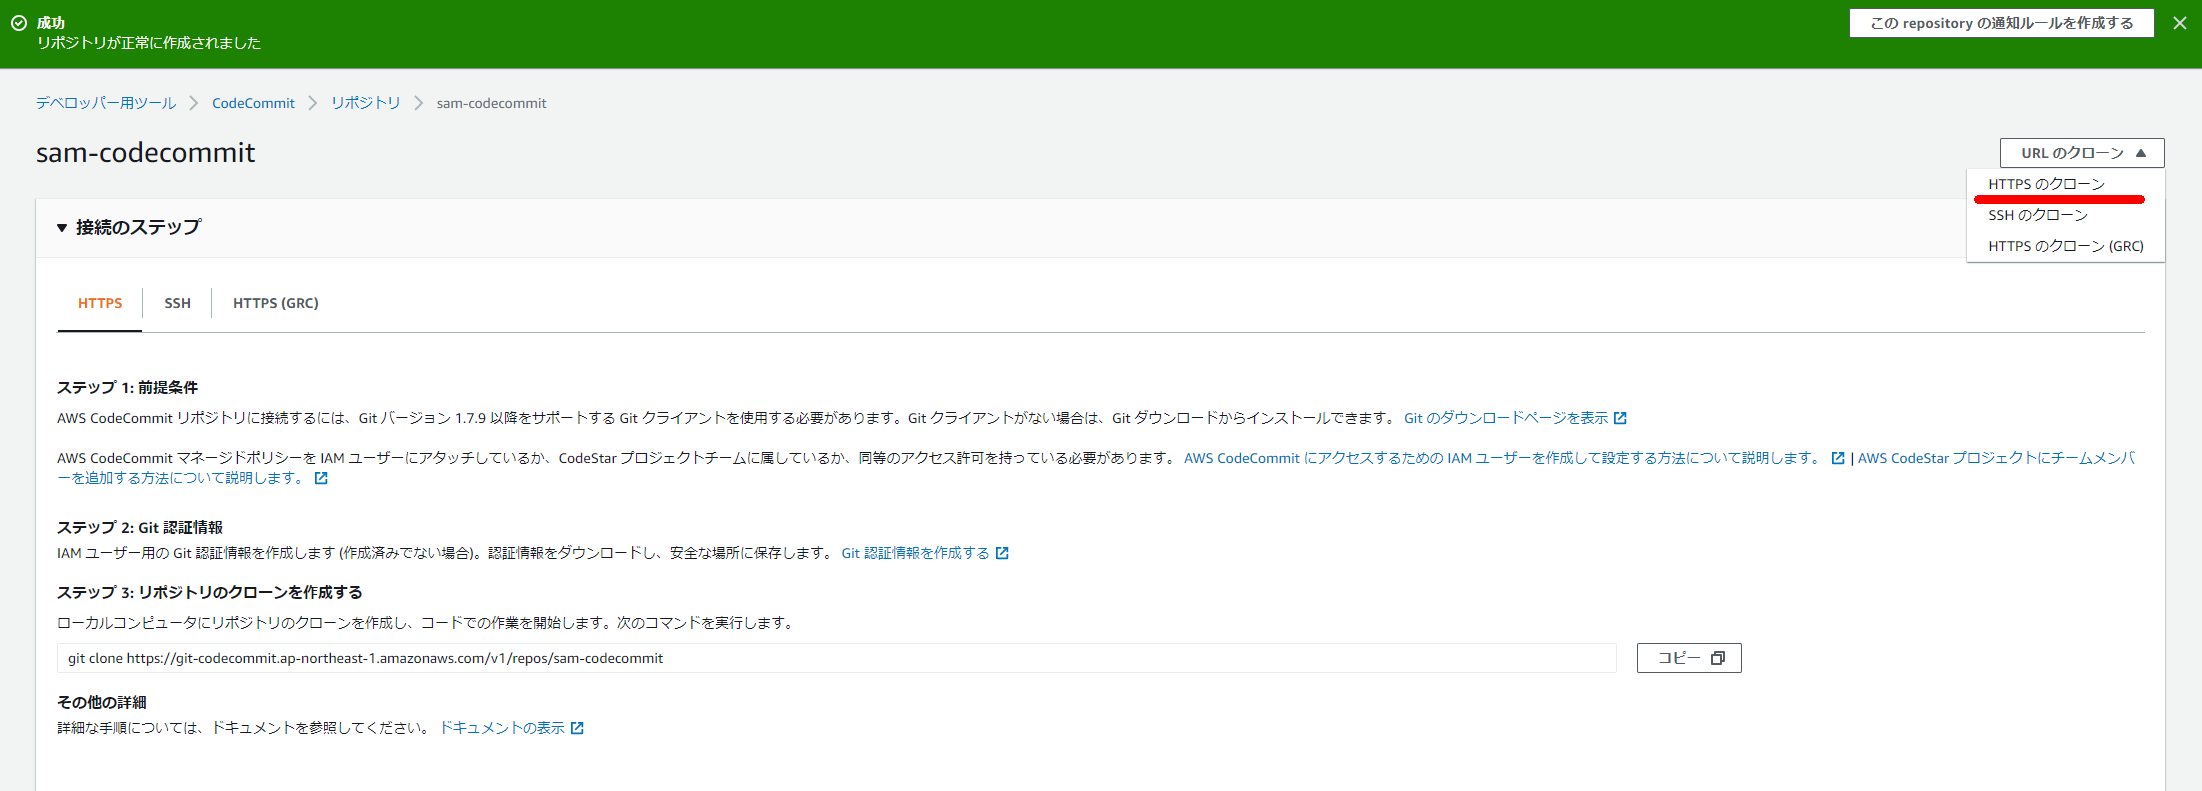 成功
リポジトリが正常に作成されました
この repository の通知ルールを作成する
デベロッパー用ツール
CodeCommit
リポジトリ
sam-codecommit
sam-codecommit
URL のクローン
HTTPS のクローン
SSH のクローン
HTTPS のクローン (GRC)
接続のステップ
HTTPS
SSH
HTTPS (GRC)
ステップ 1: 前提条件
AWS CodeCommit リポジトリに接続するには、Git バージョン 1.7.9 以降をサポートする Git クライアントを使用する必要があります。Git クライアントがない場合は、Git ダウンロードからインストールできます。 Git のダウンロードページを表示
AWS CodeCommit マネージドポリシーを IAM ユーザーにアタッチしているか、CodeStar プロジェクトチームに属しているか、同等のアクセス許可を持っている必要があります。 AWS CodeCommit にアクセスするための IAM ユーザーを作成して設定する方法について説明します。 | AWS CodeStar プロジェクトにチームメンバ
ーを追加する方法について説明します。
ステップ 2: Git 認証情報
IAM ユーザー用の Git 認証情報を作成します (作成済みでない場合)。認証情報をダウンロードし、安全な場所に保存します。 Git 認証情報を作成する
ステップ 3: リポジトリのクローンを作成する
ローカルコンピュータにリポジトリのクローンを作成し、コードでの作業を開始します。次のコマンドを実行します。
git clone https://git-codecommit.ap-northeast-1.amazonaws.com/v1/repos/sam-codecommit
コピー
その他の詳細
詳細な手順については、ドキュメントを参照してください。 ドキュメントの表示